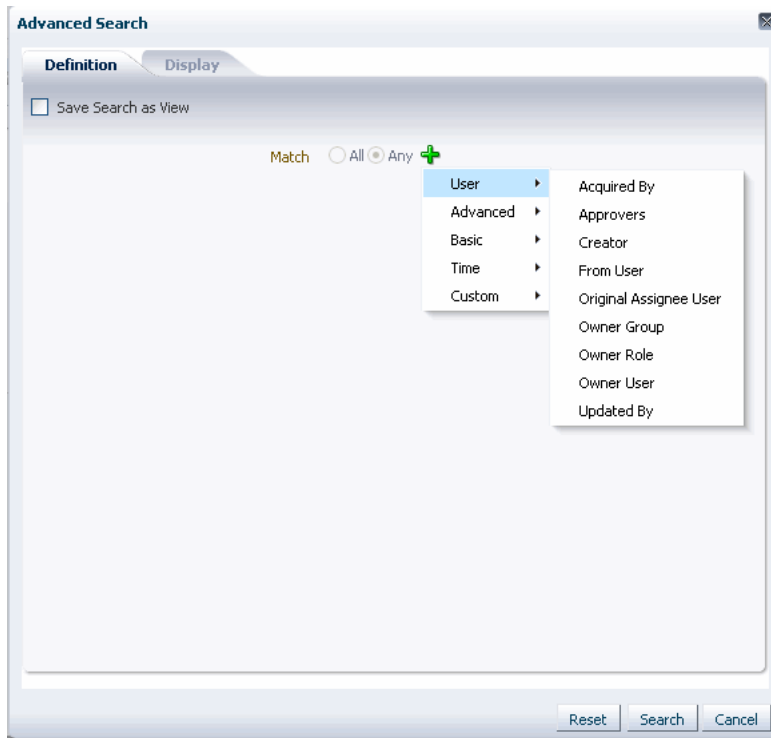 Advanced Search
Definition Display
Save Search as View
Match All Any
User
Advanced
Basic
Time
Custom
Acquired By
Approvers
Creator
From User
Original Assignee User
Owner Group
Owner Role
Owner User
Updated By
Reset Search Cancel